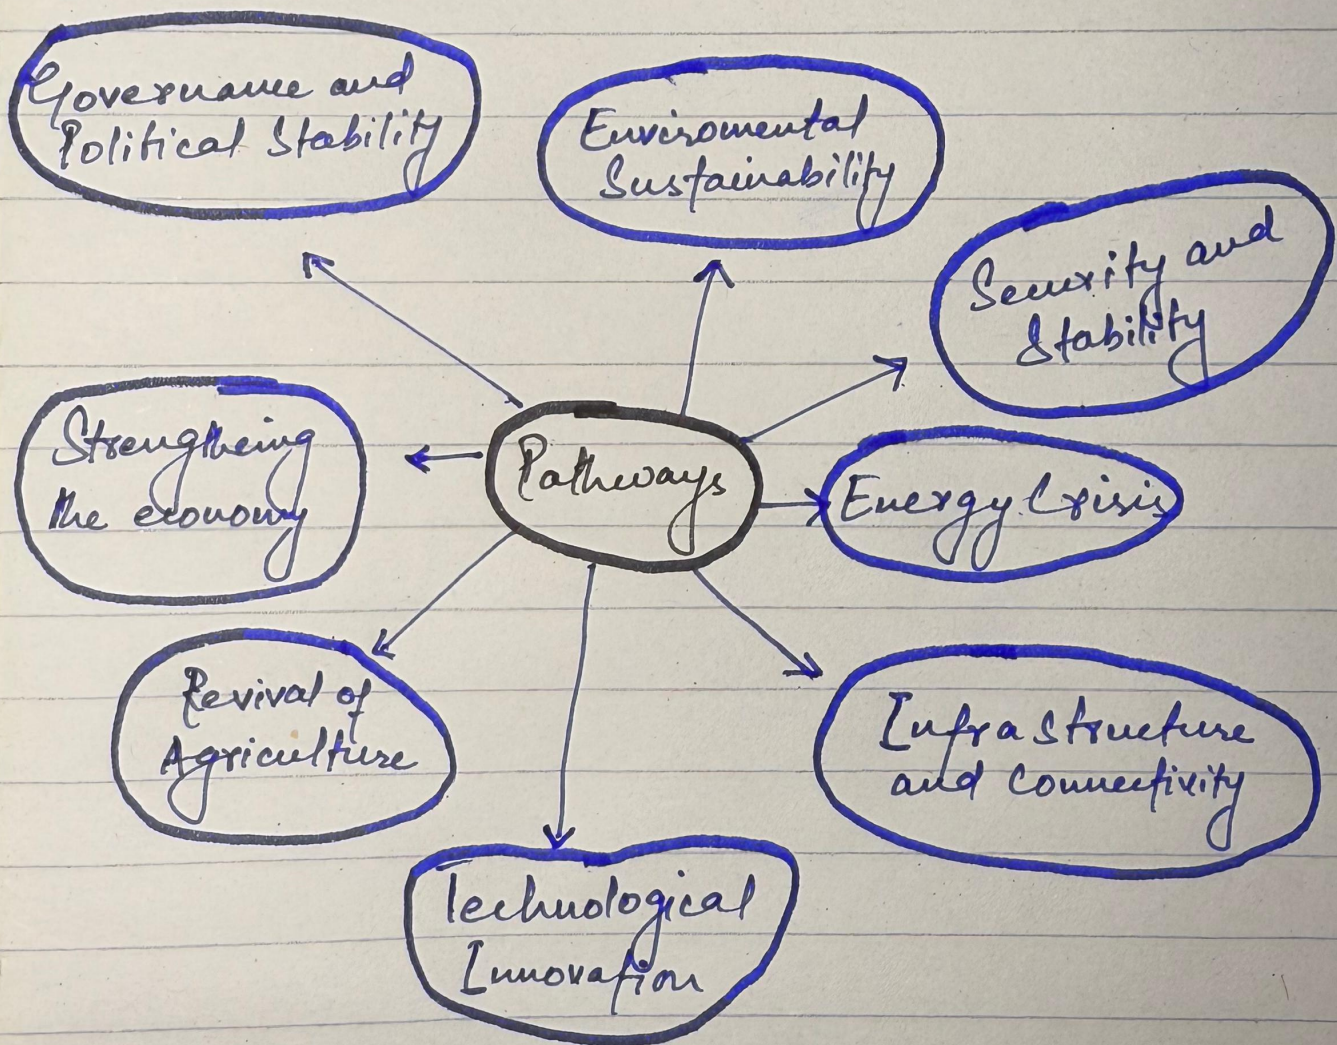 Governance and
Political Stability
Enviromental
Sustainability
Security and
Stability
Strengtheing
the economy
Pathways
Energy Crisis
Revival of
Agriculture
Infrastructure
and connectivity
Technological
Innovation